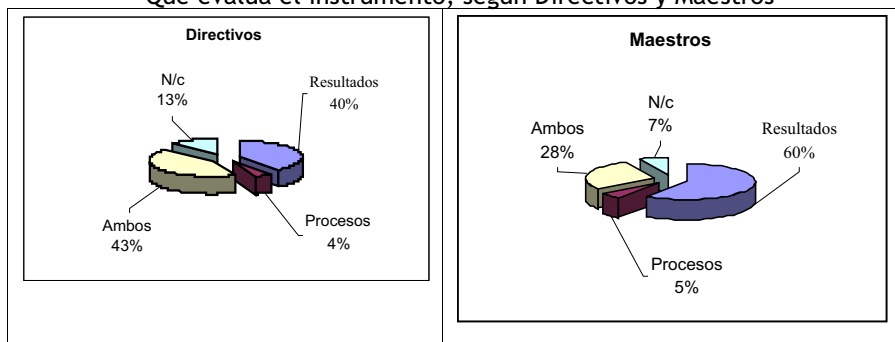 Qué evalúa el instrumento, según Directivos y Maestros
Directivos
N/c
13%
Resultados
40%
Ambos
43%
Procesos
4%
Maestros
N/c
7%
Ambos
28%
Resultados
60%
Procesos
5%